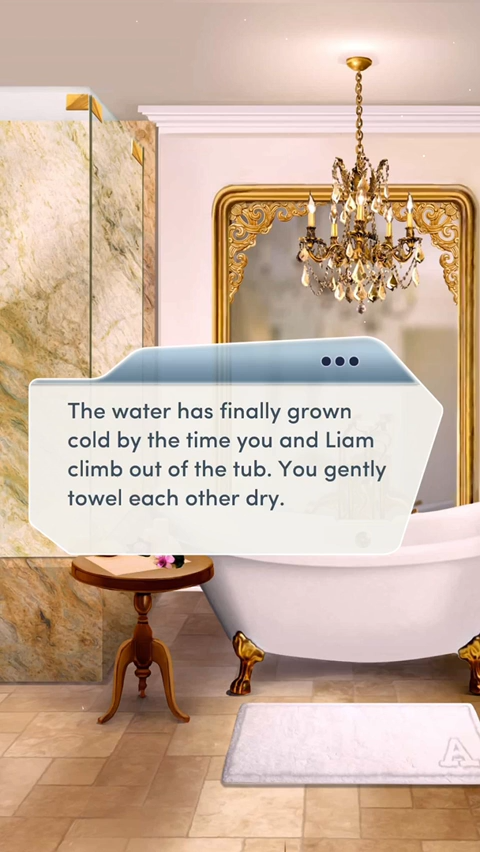 The water has finally grown
cold by the time you and Liam
climb out of the tub. You gently
towel each other dry.
A